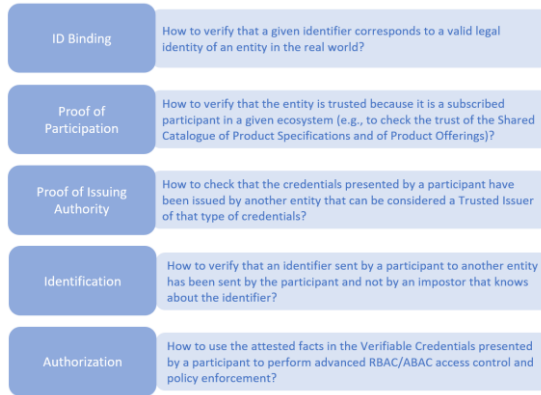 ID Binding
How to verify that a given identifier corresponds to a valid legal
identity of an entity in the real world?
Proof of
Participation
How to verify that the entity is trusted because it is a subscribed
participant in a given ecosystem (e.g., to check the trust of the Shared
Catalogue of Product Specifications and of Product Offerings)?
Proof of Issuing
Authority
How to check that the credentials presented by a participant have
been issued by another entity that can be considered a Trusted Issuer
of that type of credentials?
Identification
How to verify that an identifier sent by a participant to another entity
has been sent by the participant and not by an impostor that knows
about the identifier?
Authorization
How to use the attested facts in the Verifiable Credentials presented
by a participant to perform advanced RBAC/ABAC access control and
policy enforcement?